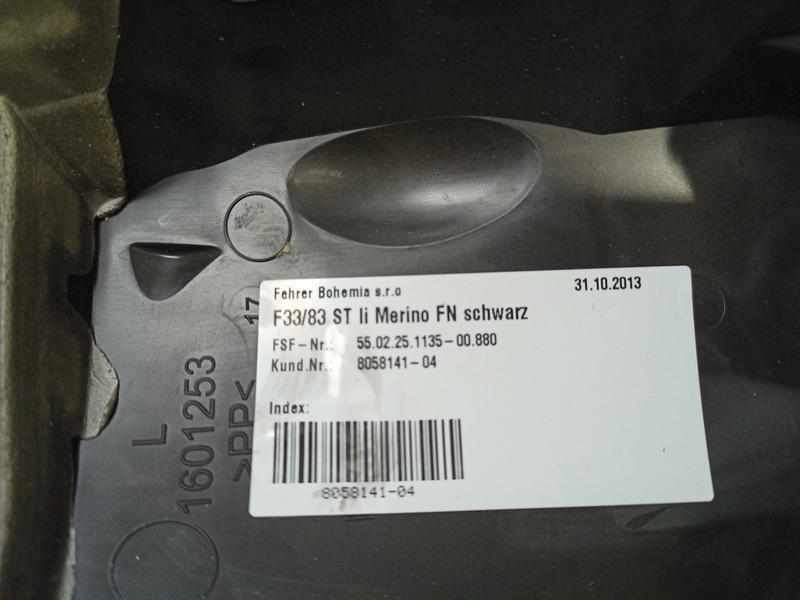 Fehrer Bohemia s.r.o
31.10.2013
F33/83 ST li Merino FN schwarz
FSF-Nr.: 55.02.25.1135-00.880
Kund.Nr.: 8058141-04
Index:
8058141-04
L
1601253
>PP<
17